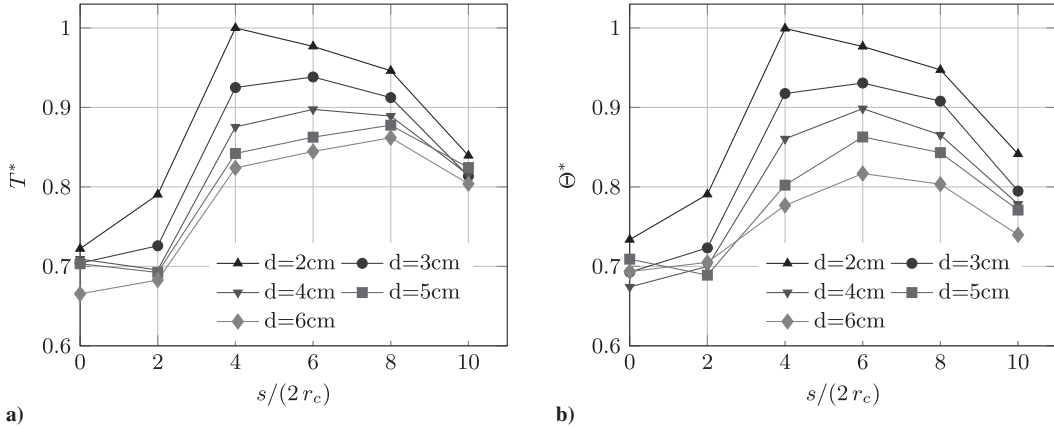 1
0.9
0.8
0.7
0.6
T*
0 2 4 6 8 10
s/(2 r_c)
d=2cm d=3cm
d=4cm d=5cm
d=6cm
a)
1
0.9
0.8
0.7
0.6
Θ*
0 2 4 6 8 10
s/(2 r_c)
d=2cm d=3cm
d=4cm d=5cm
d=6cm
b)